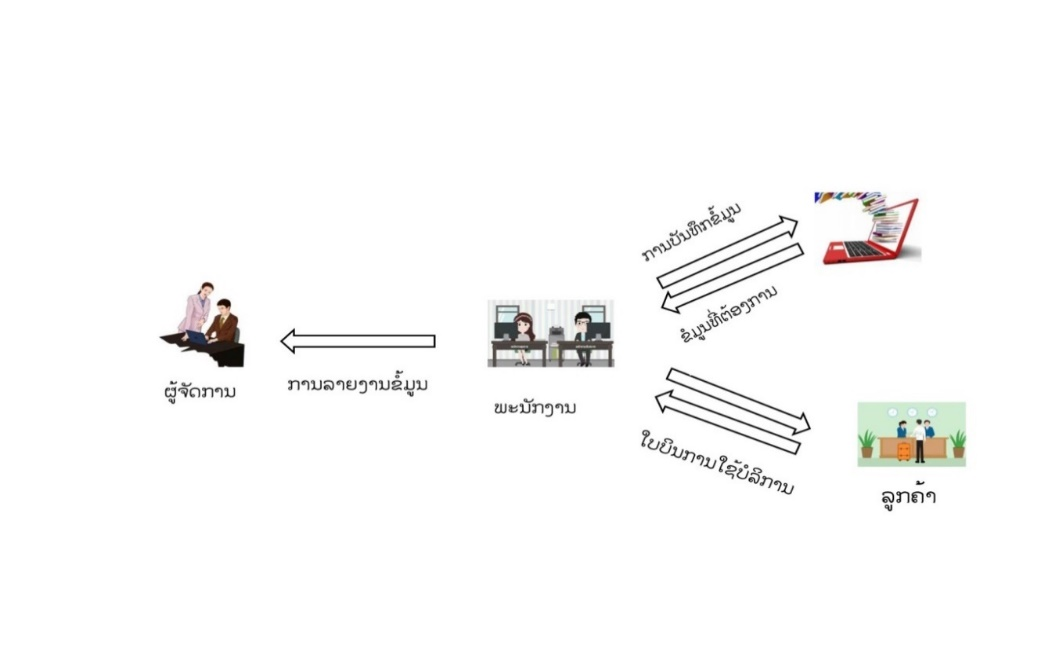 ການບັນທຶກຂໍ້ມູນ
ຂໍມູນທີ່ຕ້ອງການ
ຜູ້ຈັດການ
ການລາຍງານຂໍ້ມູນ
ພະນັກງານ
ໃບບິນການໃຊ້ບໍລິການ
ລູກຄ້າ